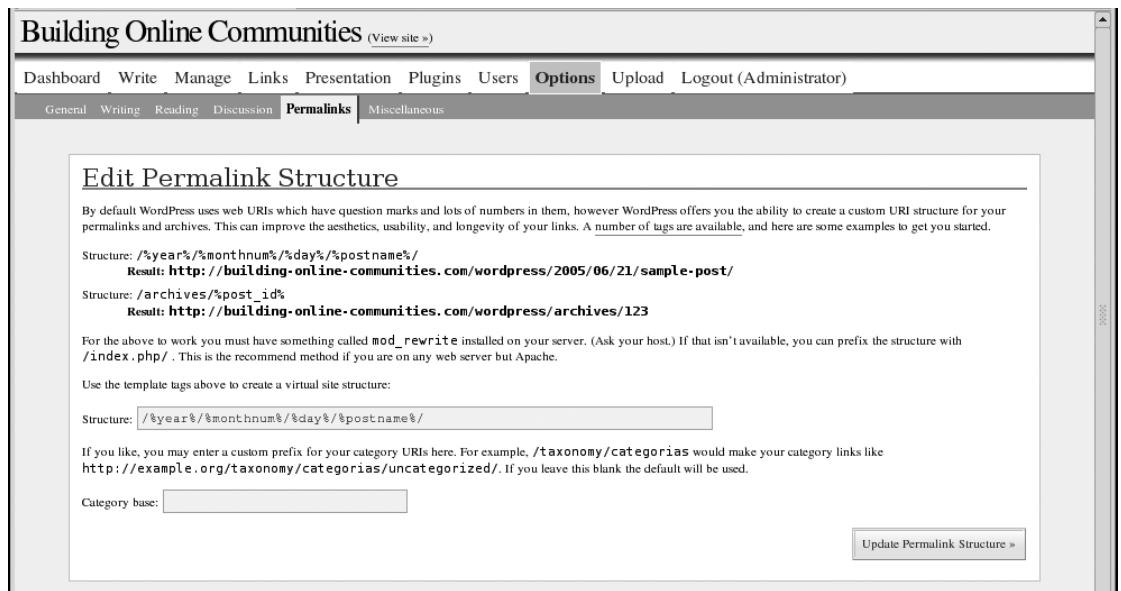 Building Online Communities (View site »)
Dashboard Write Manage Links Presentation Plugins Users Options Upload Logout (Administrator)
General Writing Reading Discussion Permalinks Miscellaneous
Edit Permalink Structure
By default WordPress uses web URIs which have question marks and lots of numbers in them, however WordPress offers you the ability to create a custom URI structure for your
permalinks and archives. This can improve the aesthetics, usability, and longevity of your links. A number of tags are available, and here are some examples to get you started.
Structure: /%year%/%monthnum%/%day%/%postname%/
Result: http://building-online-communities.com/wordpress/2005/06/21/sample-post/
Structure: /archives/%post_id%
Result: http://building-online-communities.com/wordpress/archives/123
For the above to work you must have something called mod_rewrite installed on your server. (Ask your host.) If that isn't available, you can prefix the structure with
/index.php/ . This is the recommend method if you are on any web server but Apache.
Use the template tags above to create a virtual site structure:
Structure: /%year%/%monthnum%/%day%/%postname%/
If you like, you may enter a custom prefix for your category URIs here. For example, /taxonomy/categorias would make your category links like
http://example.org/taxonomy/categorias/uncategorized/. If you leave this blank the default will be used.
Category base:
Update Permalink Structure »